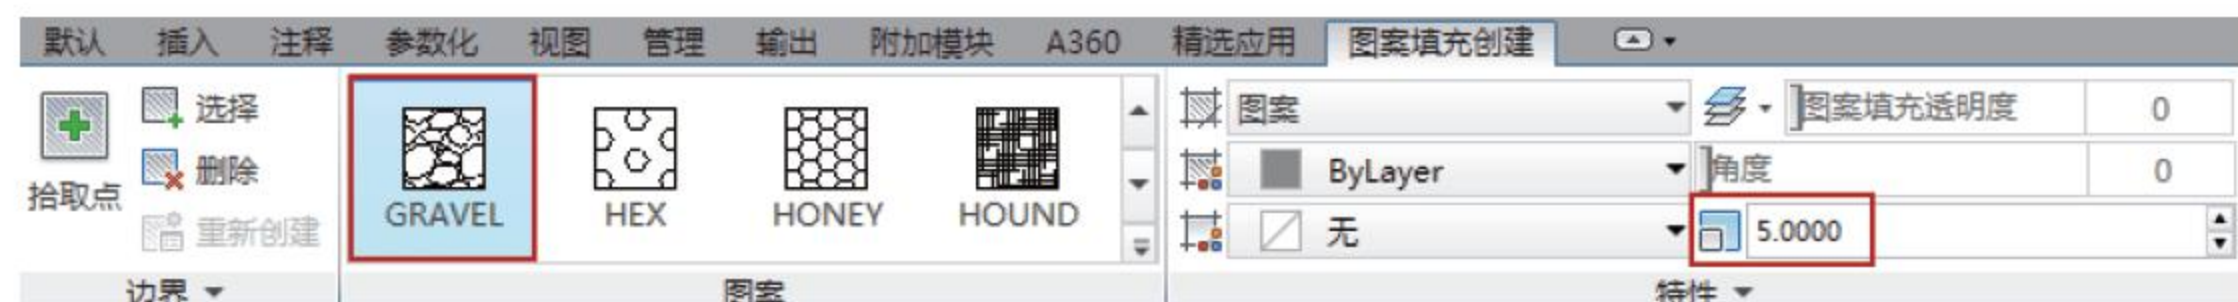 默认 插入 注释 参数化 视图 管理 输出 附加模块 A360 精选应用 图案填充创建
选择 图案 图案填充透明度 0
删除 ByLayer 角度 0
拾取点 GRAVEL HEX HONEY HOUND
重新创建 无 5.0000
边界 图案 特性